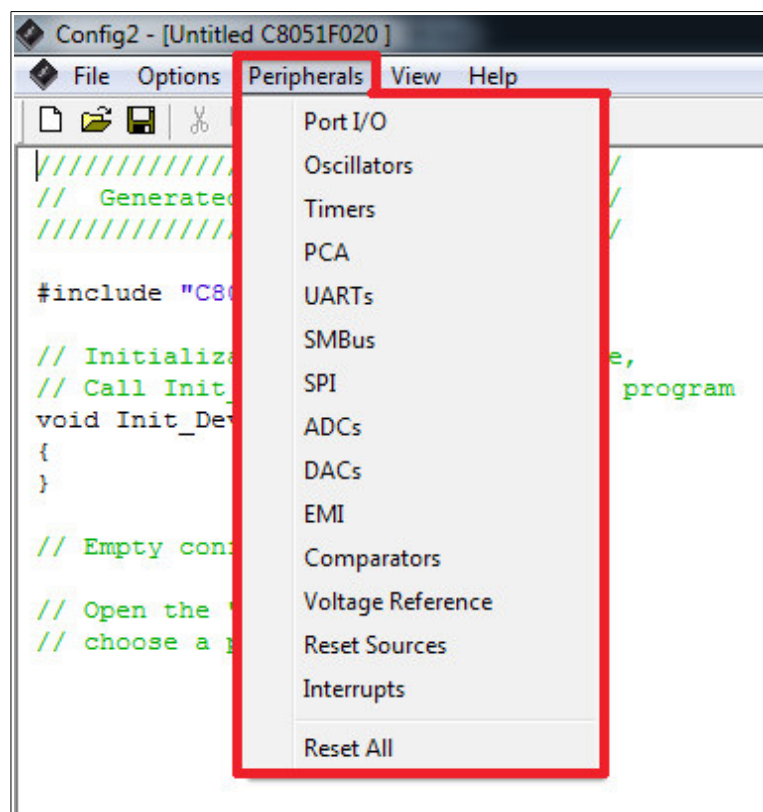 Config2 - [Untitled C8051F020 ]
File Options Peripherals View Help
Port I/O
Oscillators
Timers
PCA
UARTs
SMBus
SPI
ADCs
DACs
EMI
Comparators
Voltage Reference
Reset Sources
Interrupts
Reset All
///////////// /
// Generated /
///////////// /
#include "C80
// Initializa e,
// Call Init_ program
void Init_Dev
{
}
// Empty conf
// Open the "
// choose a p